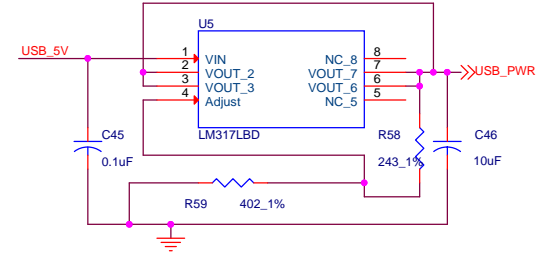 U5
USB_5V
1 VIN NC_8 8
2 VOUT_2 VOUT_7 7
3 VOUT_3 VOUT_6 6
4 Adjust NC_5 5
USB_PWR
LM317LBD
C45
0.1uF
R58
243_1%
C46
10uF
R59 402_1%